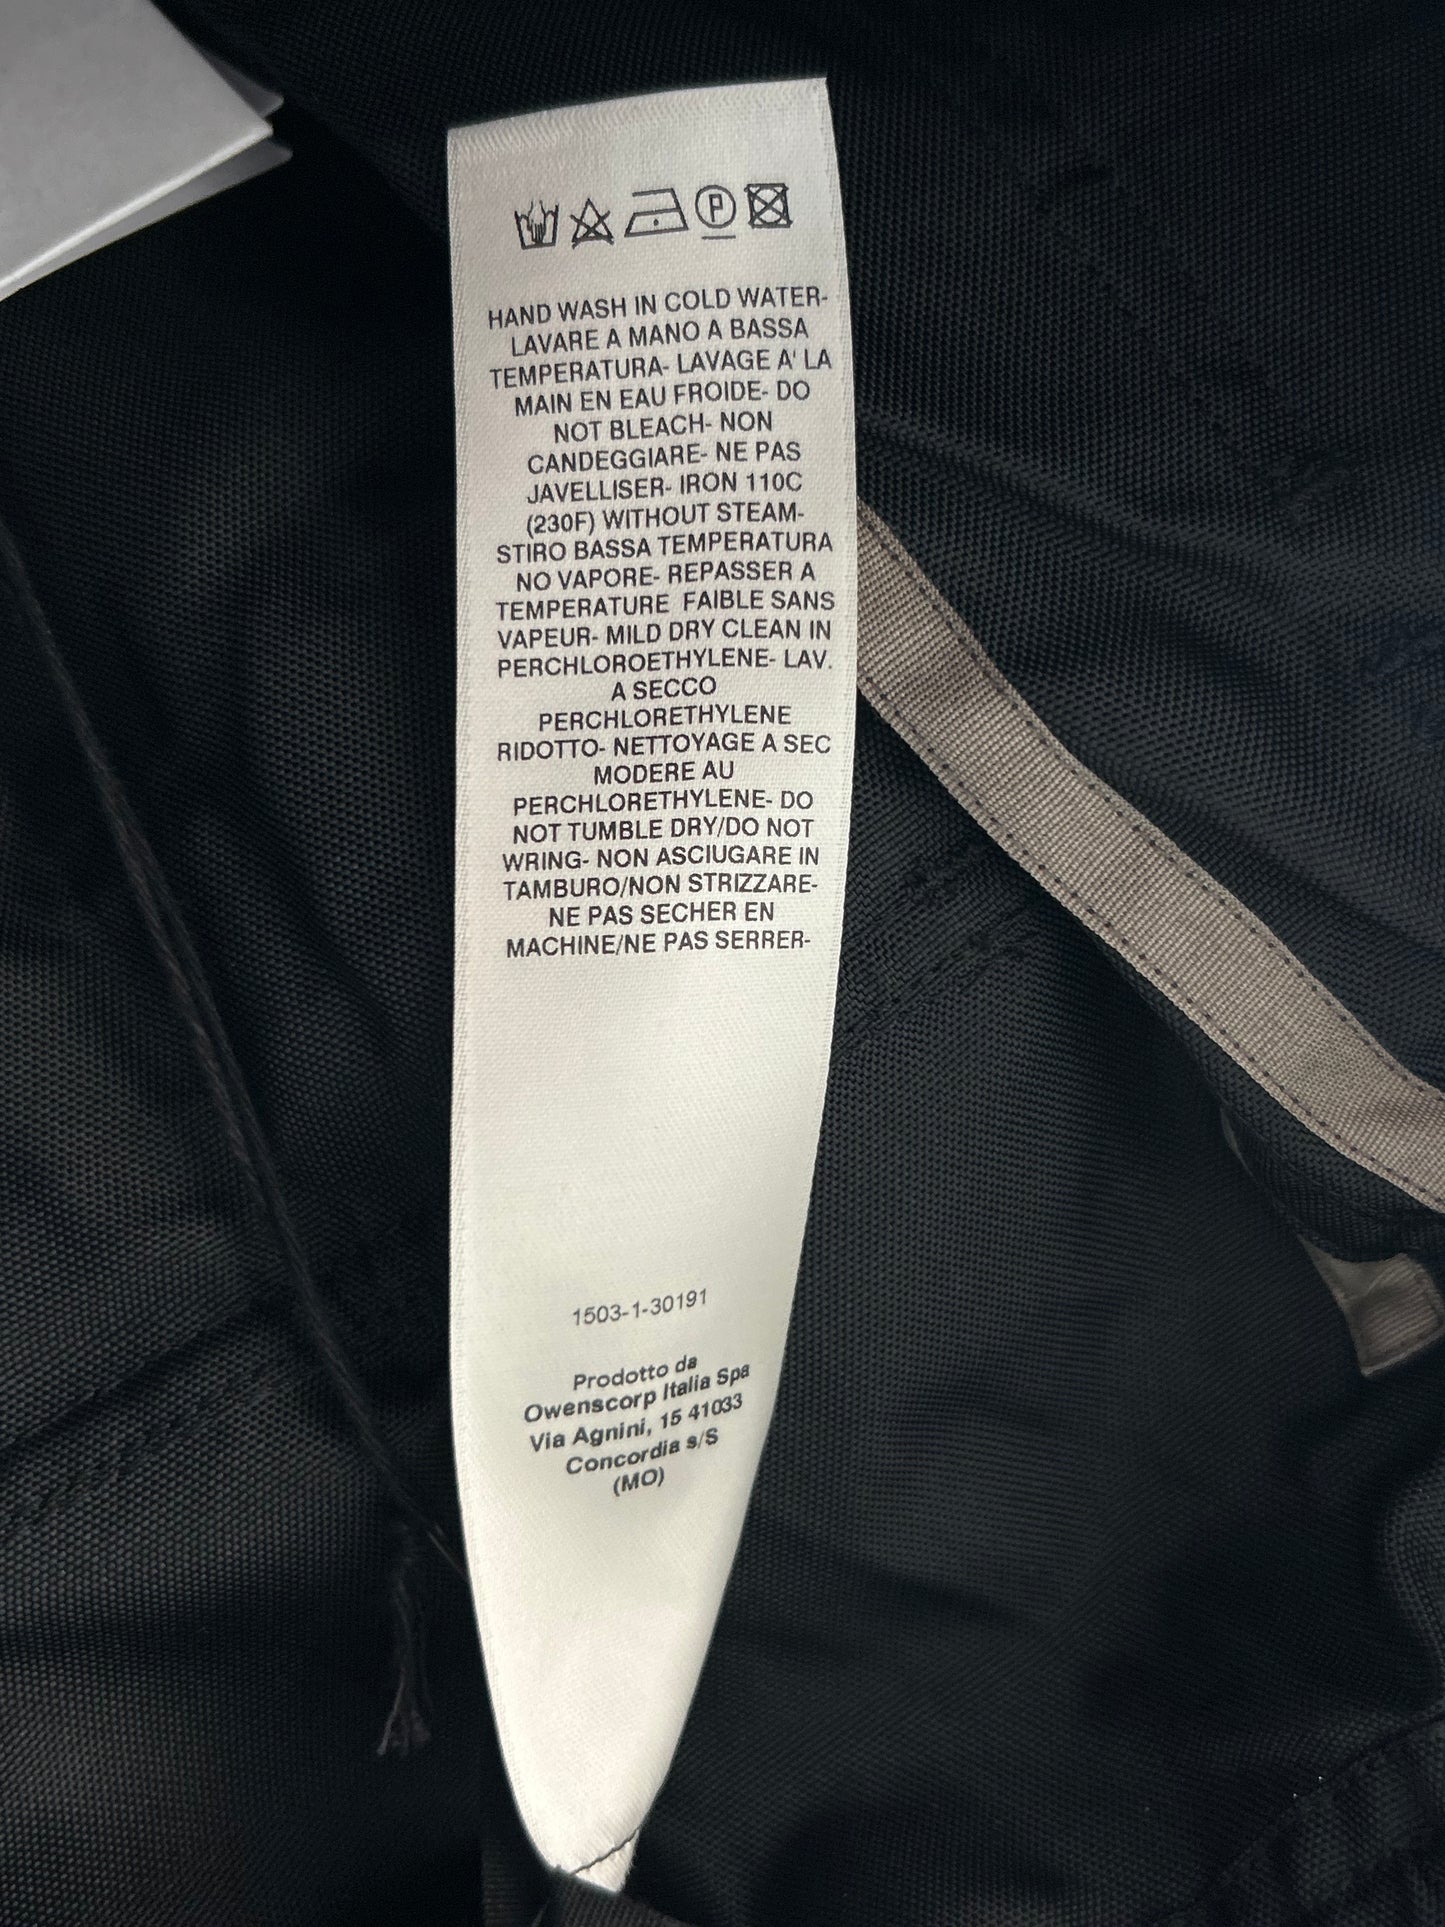 P
HAND WASH IN COLD WATER-
LAVARE A MANO A BASSA
TEMPERATURA- LAVAGE A' LA
MAIN EN EAU FROIDE- DO
NOT BLEACH- NON
CANDEGGIARE- NE PAS
JAVELLISER- IRON 110C
(230F) WITHOUT STEAM-
STIRO BASSA TEMPERATURA
NO VAPORE- REPASSER A
TEMPERATURE FAIBLE SANS
VAPEUR- MILD DRY CLEAN IN
PERCHLOROETHYLENE- LAV.
A SECCO
PERCHLORETHYLENE
RIDOTTO- NETTOYAGE A SEC
MODERE AU
PERCHLORETHYLENE- DO
NOT TUMBLE DRY/DO NOT
WRING- NON ASCIUGARE IN
TAMBURO/NON STRIZZARE-
NE PAS SECHER EN
MACHINE/NE PAS SERRER-
1503-1-30191
Prodotto da
Owenscorp Italia Spa
Via Agnini, 15 41033
Concordia s/S
(MO)